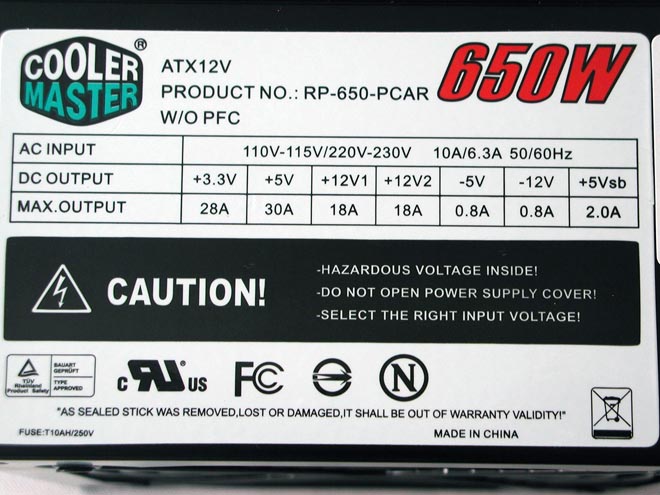 COOLER MASTER ®
ATX12V
PRODUCT NO.: RP-650-PCAR
W/O PFC
650W
AC INPUT 110V-115V/220V-230V 10A/6.3A 50/60Hz
DC OUTPUT +3.3V +5V +12V1 +12V2 -5V -12V +5Vsb
MAX.OUTPUT 28A 30A 18A 18A 0.8A 0.8A 2.0A
CAUTION!
-HAZARDOUS VOLTAGE INSIDE!
-DO NOT OPEN POWER SUPPLY COVER!
-SELECT THE RIGHT INPUT VOLTAGE!
TÜV
Rheinland
Product Safety
BAUART
GEPRÜFT
TYPE
APPROVED
c RU US
FC
N
"AS SEALED STICK WAS REMOVED,LOST OR DAMAGED,IT SHALL BE OUT OF WARRANTY VALIDITY!"
FUSE:T10AH/250V
MADE IN CHINA